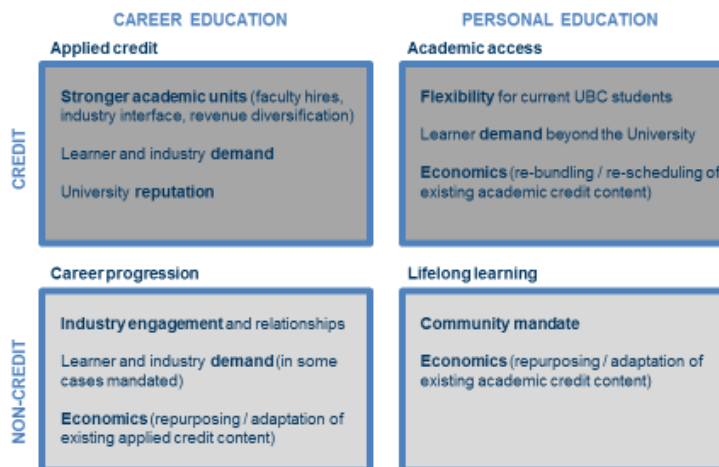 CAREER EDUCATION
PERSONAL EDUCATION
Applied credit
Academic access
CREDIT
Stronger academic units (faculty hires,
industry interface, revenue diversification)
Learner and industry demand
University reputation
Flexibility for current UBC students
Learner demand beyond the University
Economics (re-bundling / re-scheduling of
existing academic credit content)
Career progression
Lifelong learning
NON-CREDIT
Industry engagement and relationships
Learner and industry demand (in some
cases mandated)
Economics (repurposing / adaptation of
existing applied credit content)
Community mandate
Economics (repurposing / adaptation of
existing academic credit content)